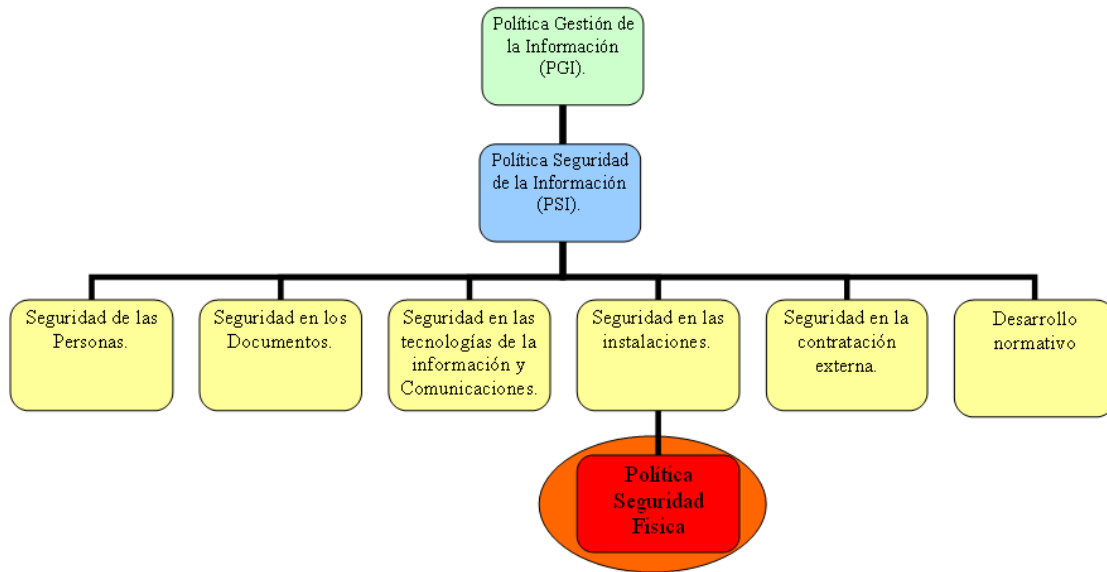 Política Gestión de
la Información
(PGI).
Política Seguridad
de la Información
(PSI).
Seguridad de las
Personas.
Seguridad en los
Documentos.
Seguridad en las
tecnologías de la
información y
Comunicaciones.
Seguridad en las
instalaciones.
Seguridad en la
contratación
externa.
Desarrollo
normativo
Política
Seguridad
Fisica